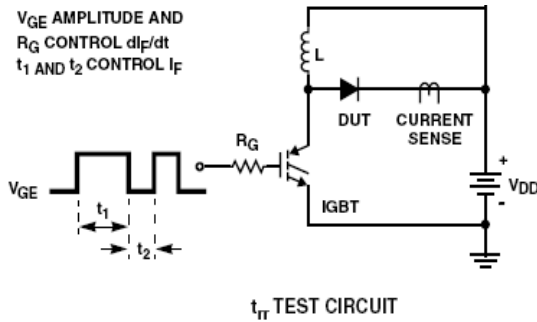 VGE AMPLITUDE AND
RG CONTROL dIF/dt
t1 AND t2 CONTROL IF
L
DUT
CURRENT
SENSE
RG
+
VDD
-
IGBT
VGE
t1
t2
trr TEST CIRCUIT